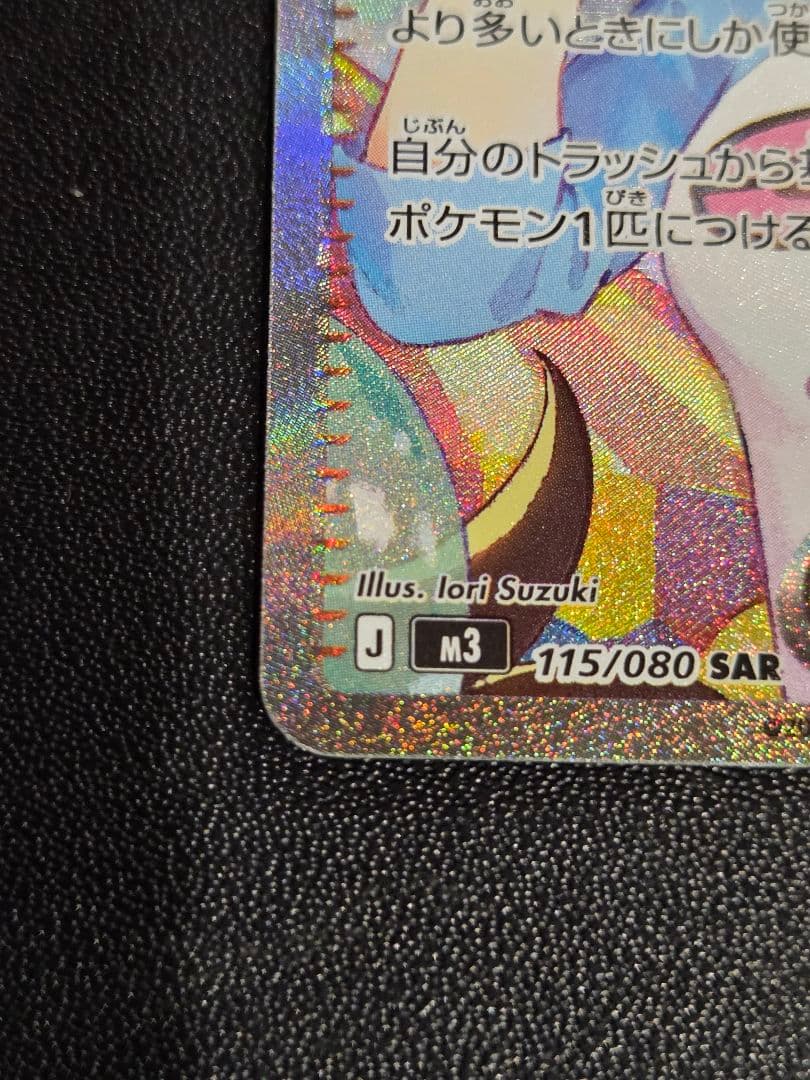 より多いときにしか使
自分のトラッシュから
ポケモン1匹につける
Illus. Iori Suzuki
J M3 115/080 SAR